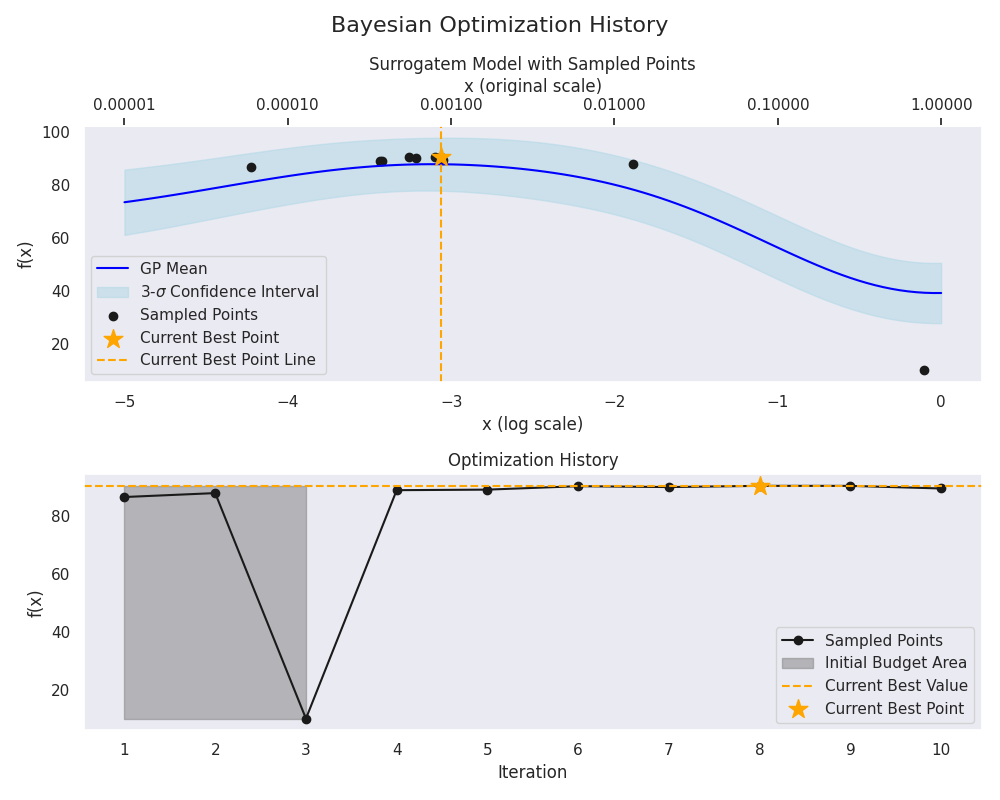 Bayesian Optimization History
Surrogatem Model with Sampled Points
x (original scale)
0.00001 0.00010 0.00100 0.01000 0.10000 1.00000
100
80
60
40
20
f(x)
GP Mean
3-σ Confidence Interval
Sampled Points
Current Best Point
Current Best Point Line
−5 −4 −3 −2 −1 0
x (log scale)
Optimization History
80
60
40
20
f(x)
Sampled Points
Initial Budget Area
Current Best Value
Current Best Point
1 2 3 4 5 6 7 8 9 10
Iteration